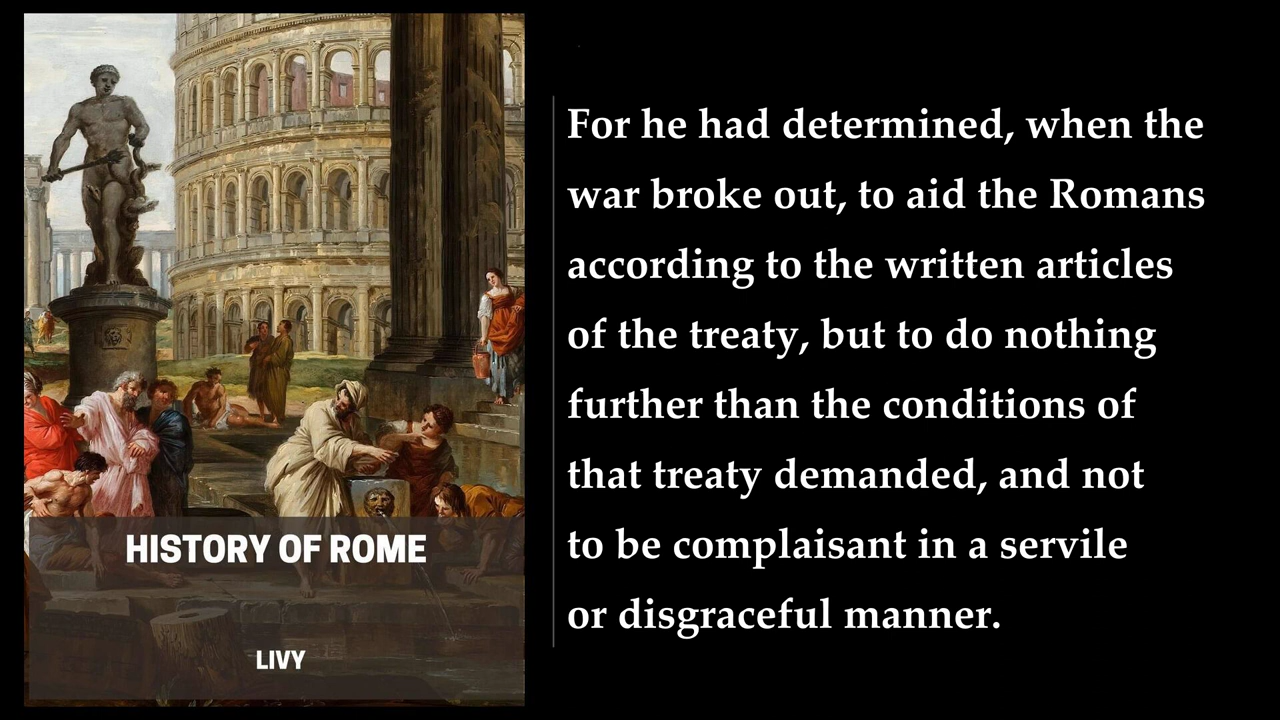 HISTORY OF ROME
LIVY
For he had determined, when the
war broke out, to aid the Romans
according to the written articles
of the treaty, but to do nothing
further than the conditions of
that treaty demanded, and not
to be complaisant in a servile
or disgraceful manner.